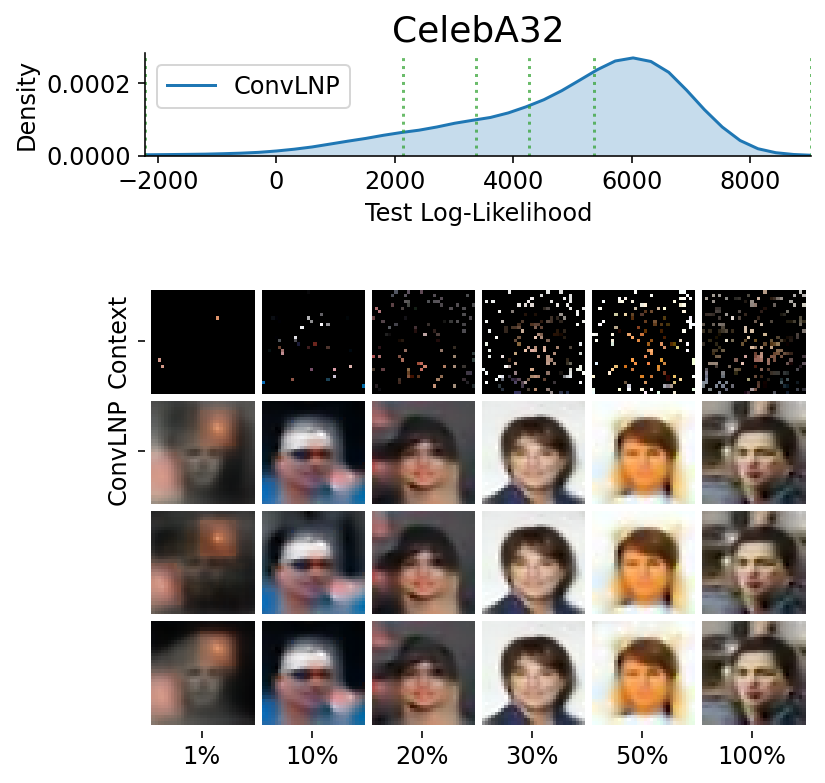 CelebA32
Density
0.0002
0.0000
ConvLNP
−2000 0 2000 4000 6000 8000
Test Log-Likelihood
Context
ConvLNP
1% 10% 20% 30% 50% 100%